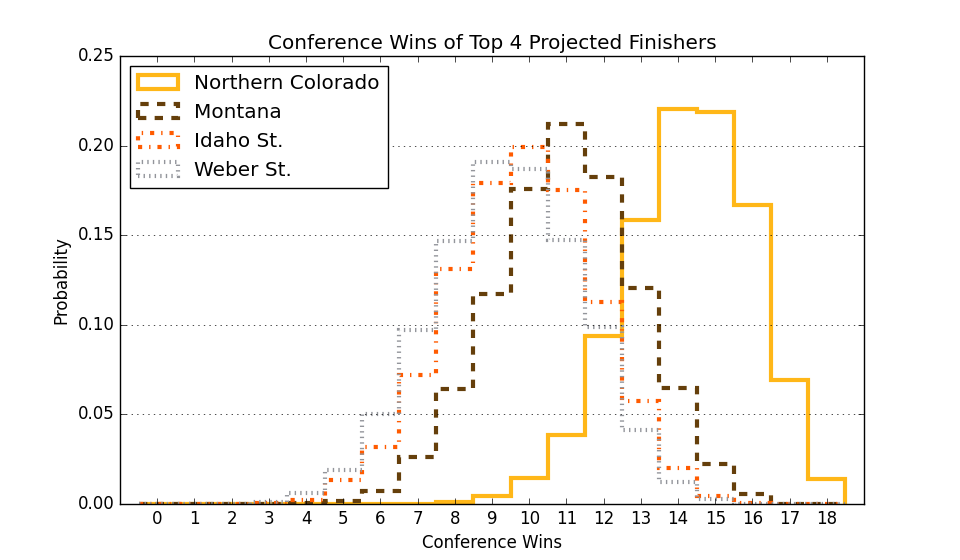 Conference Wins of Top 4 Projected Finishers
0.25
0.20
0.15
0.10
0.05
0.00
Probability
Northern Colorado
Montana
Idaho St.
Weber St.
0 1 2 3 4 5 6 7 8 9 10 11 12 13 14 15 16 17 18
Conference Wins